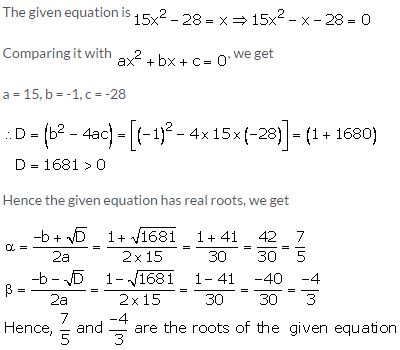 The given equation is 15x² − 28 = x ⇒ 15x² − x − 28 = 0
Comparing it with ax² + bx + c = 0, we get
a = 15, b = -1, c = -28
∴ D = (b² − 4ac) = [(−1)² − 4 x 15 x (−28)] = (1 + 1680)
D = 1681 > 0
Hence the given equation has real roots, we get
α = (−b + √D)/(2a) = (1 + √1681)/(2 x 15) = (1 + 41)/30 = 42/30 = 7/5
β = (−b − √D)/(2a) = (1 − √1681)/(2 x 15) = (1 − 41)/30 = −40/30 = −4/3
Hence, 7/5 and −4/3 are the roots of the given equation